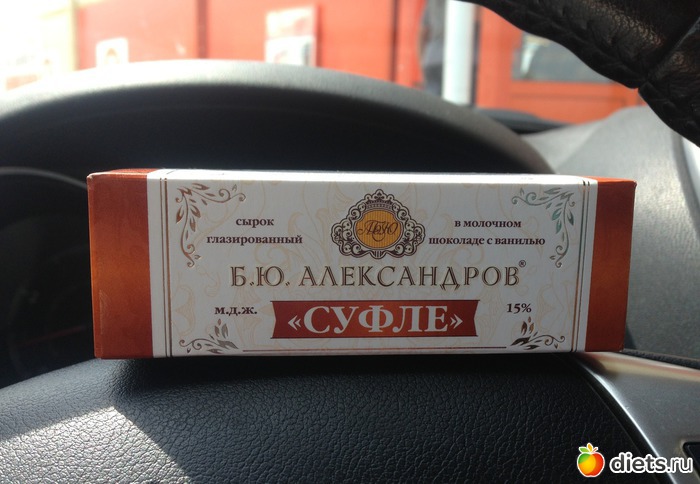 сырок
глазированный
в молочном
шоколаде с ванилью
Б.Ю. АЛЕКСАНДРОВ®
м.д.ж.
«СУФЛЕ»
15%
diets.ru